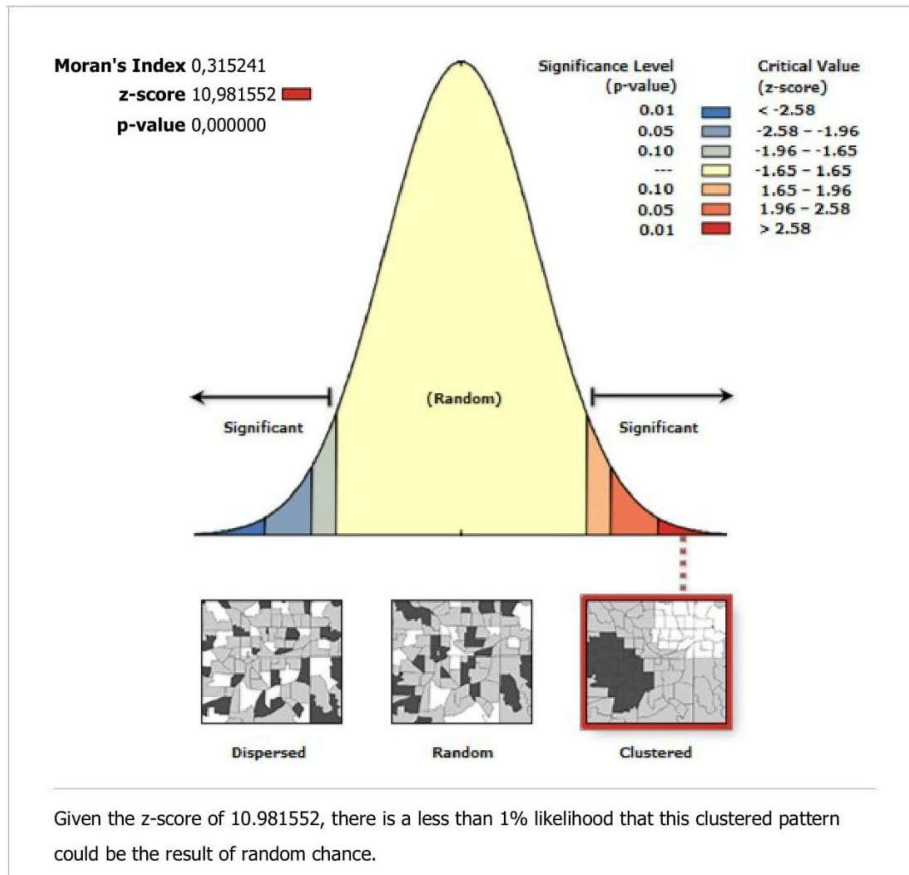 Moran's Index 0,315241
z-score 10,981552
p-value 0,000000
Significance Level
(p-value)
Critical Value
(z-score)
0.01 < -2.58
0.05 -2.58 – -1.96
0.10 -1.96 – -1.65
--- -1.65 – 1.65
0.10 1.65 – 1.96
0.05 1.96 – 2.58
0.01 > 2.58
(Random)
Significant
Significant
Dispersed
Random
Clustered
Given the z-score of 10.981552, there is a less than 1% likelihood that this clustered pattern
could be the result of random chance.